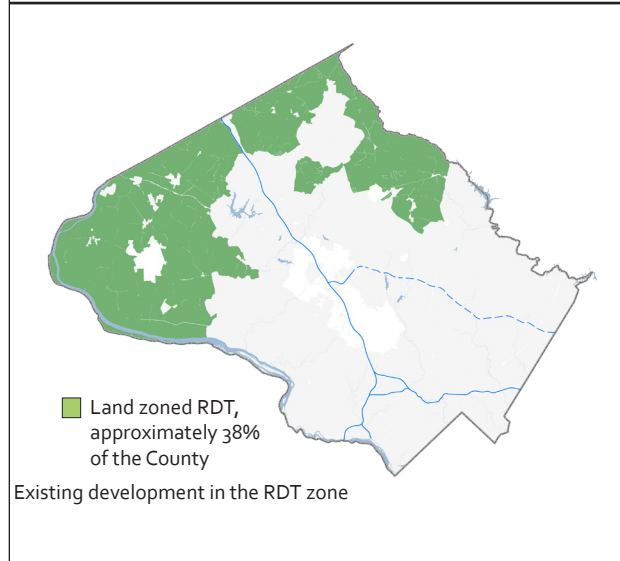 Land zoned RDT,
approximately 38%
of the County
Existing development in the RDT zone